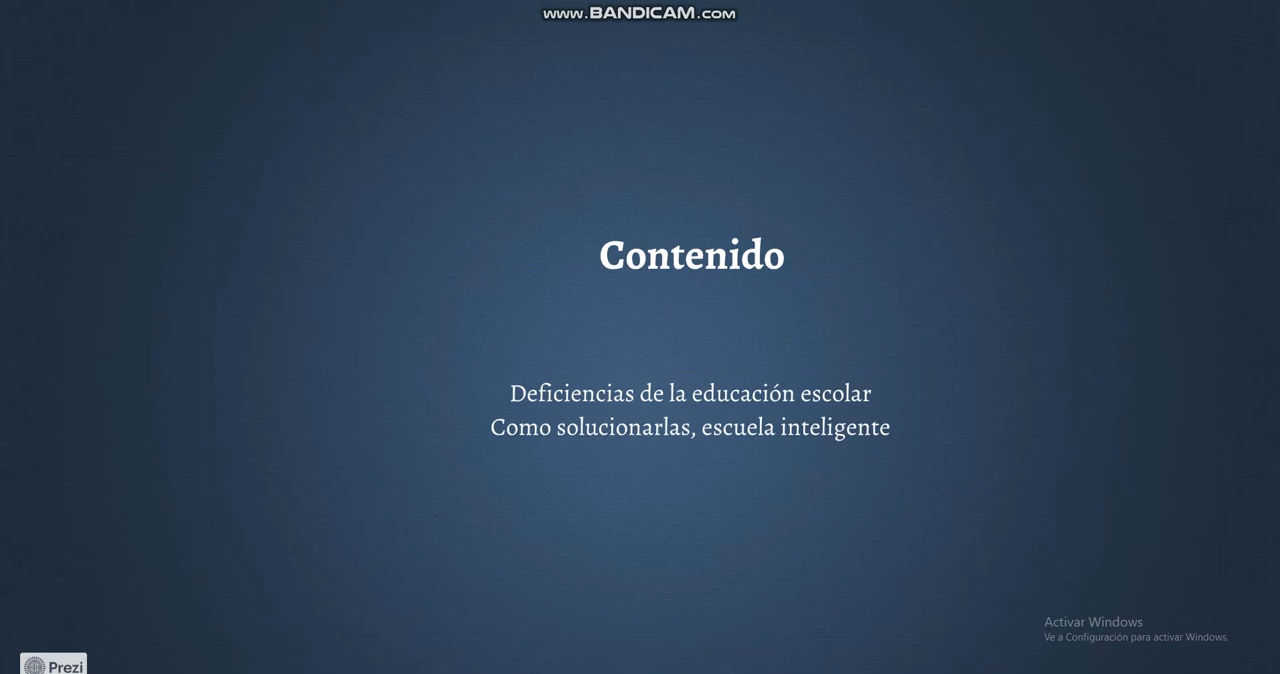 www.BANDICAM.com
Contenido
Deficiencias de la educación escolar
Como solucionarlas, escuela inteligente
Activar Windows
Ve a Configuración para activar Windows.
Prezi